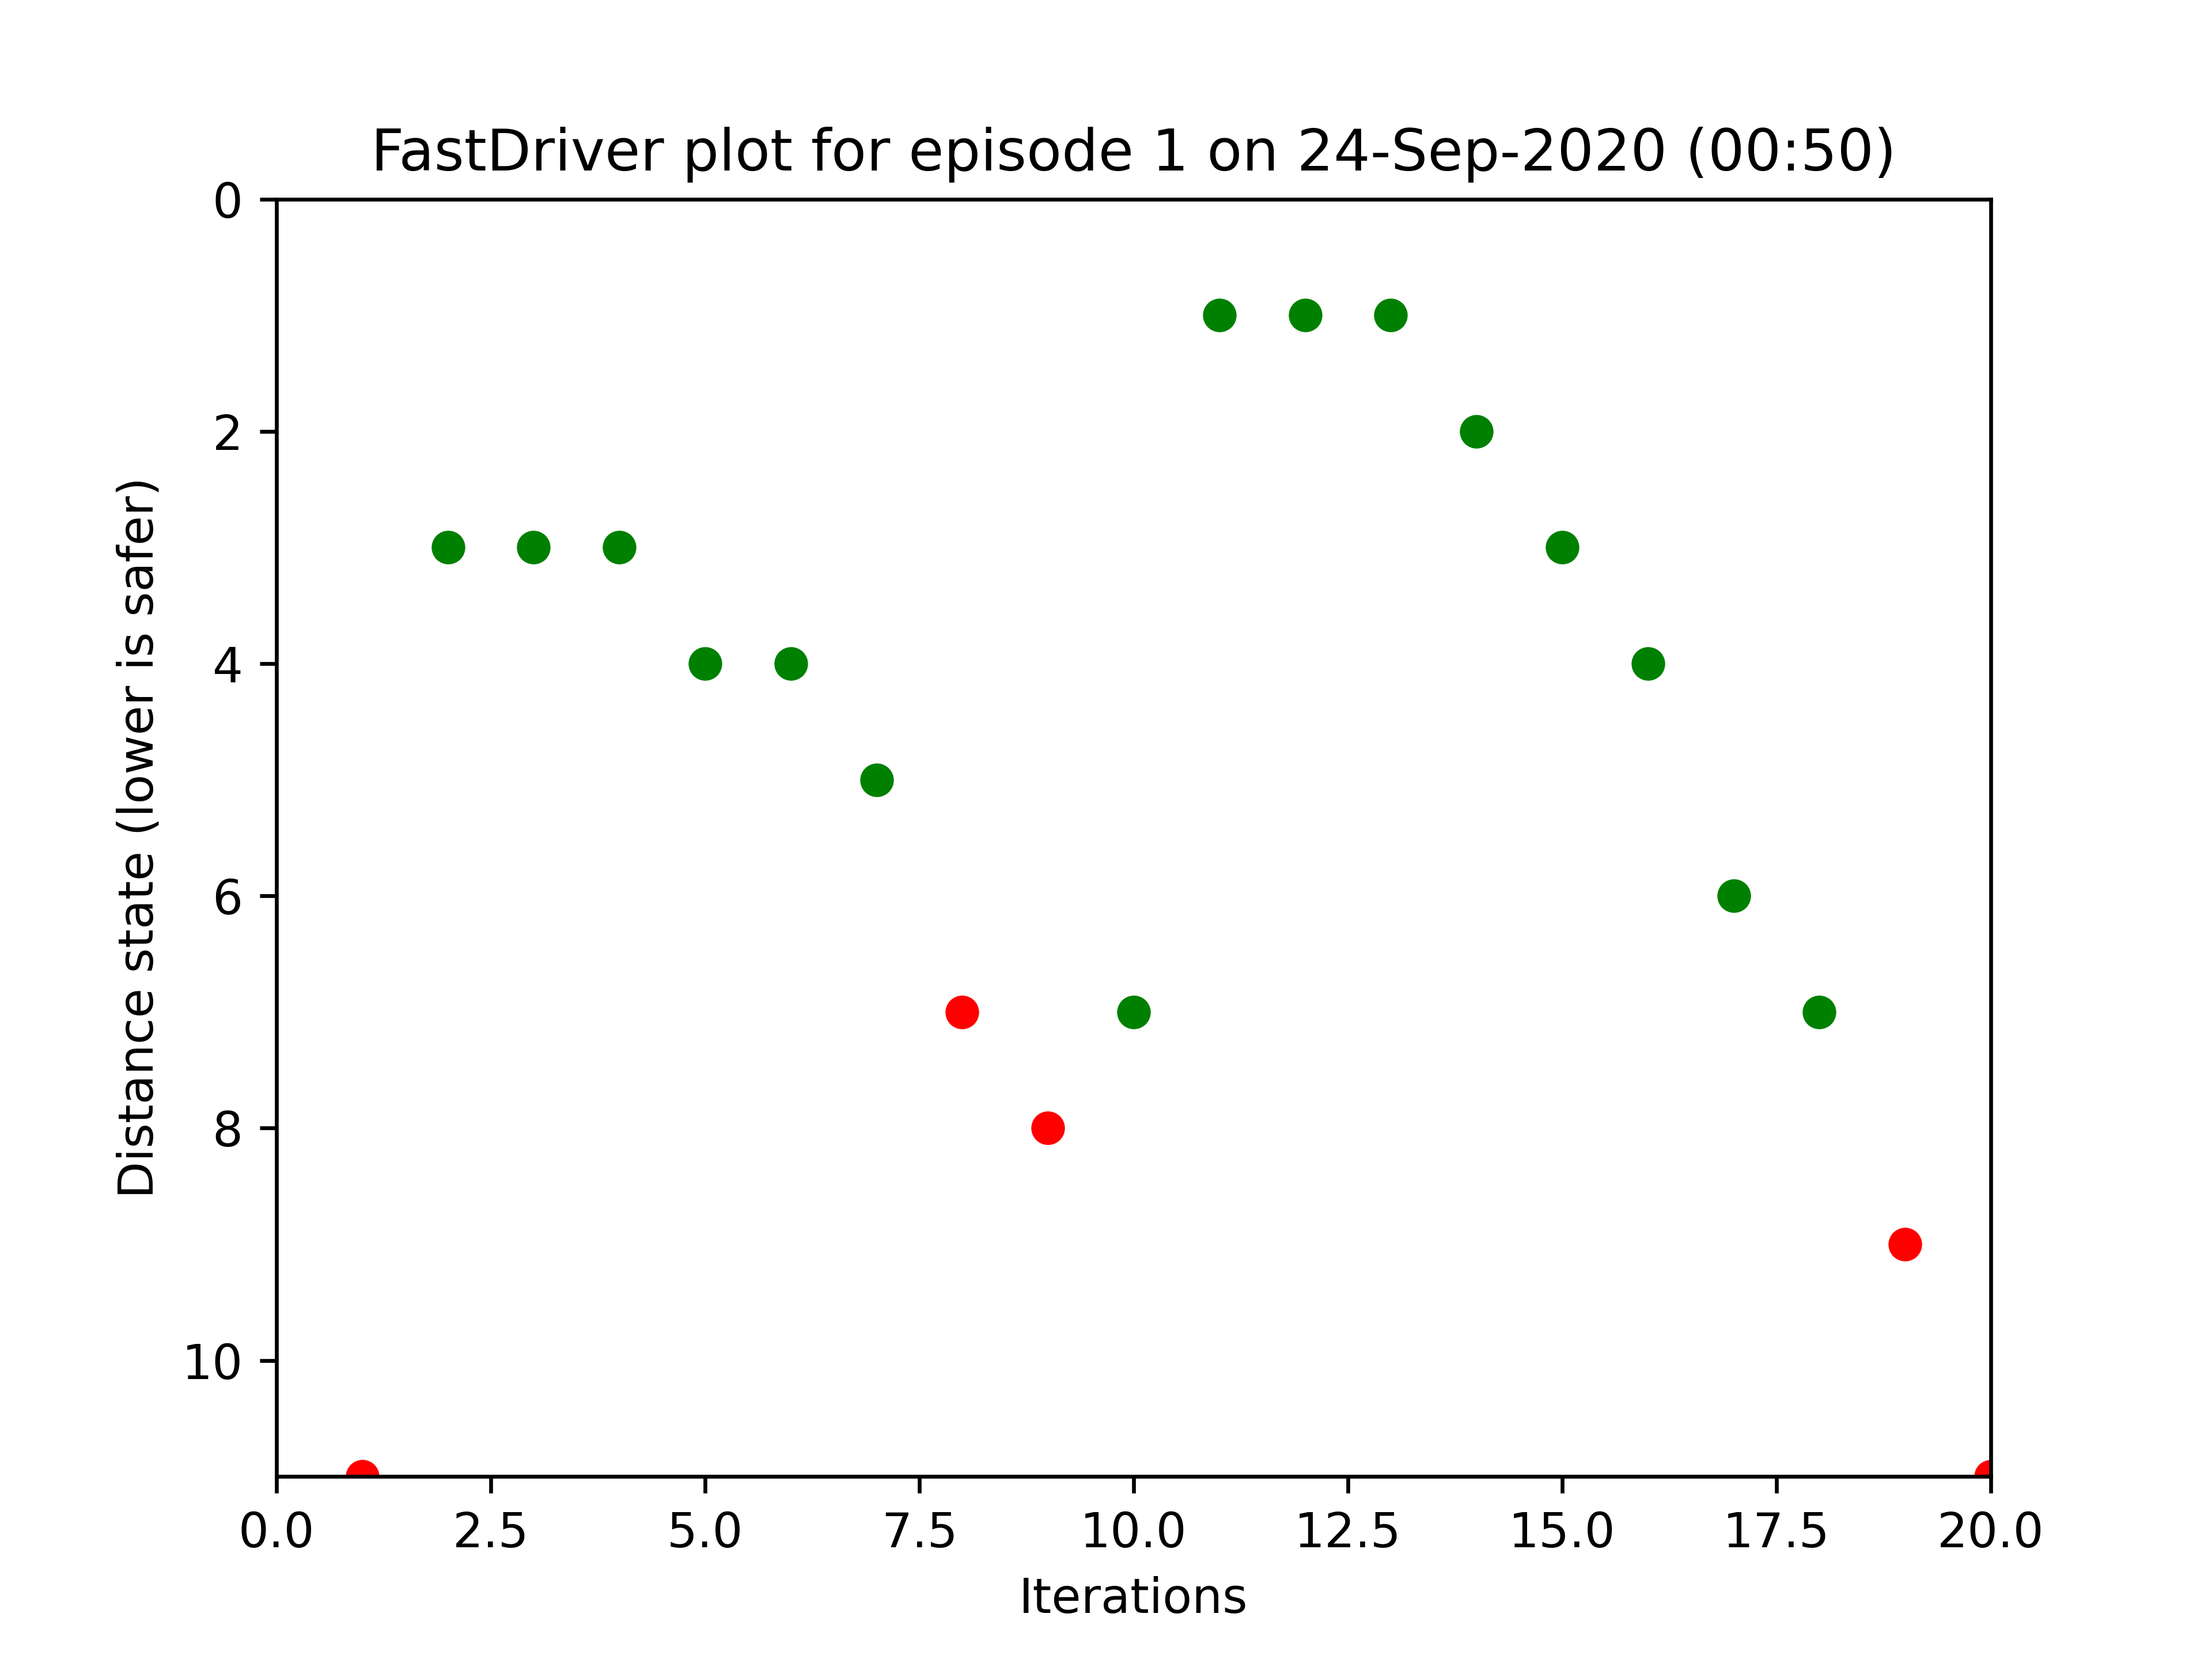 FastDriver plot for episode 1 on 24-Sep-2020 (00:50)
Distance state (lower is safer)
0
2
4
6
8
10
0.0 2.5 5.0 7.5 10.0 12.5 15.0 17.5 20.0
Iterations